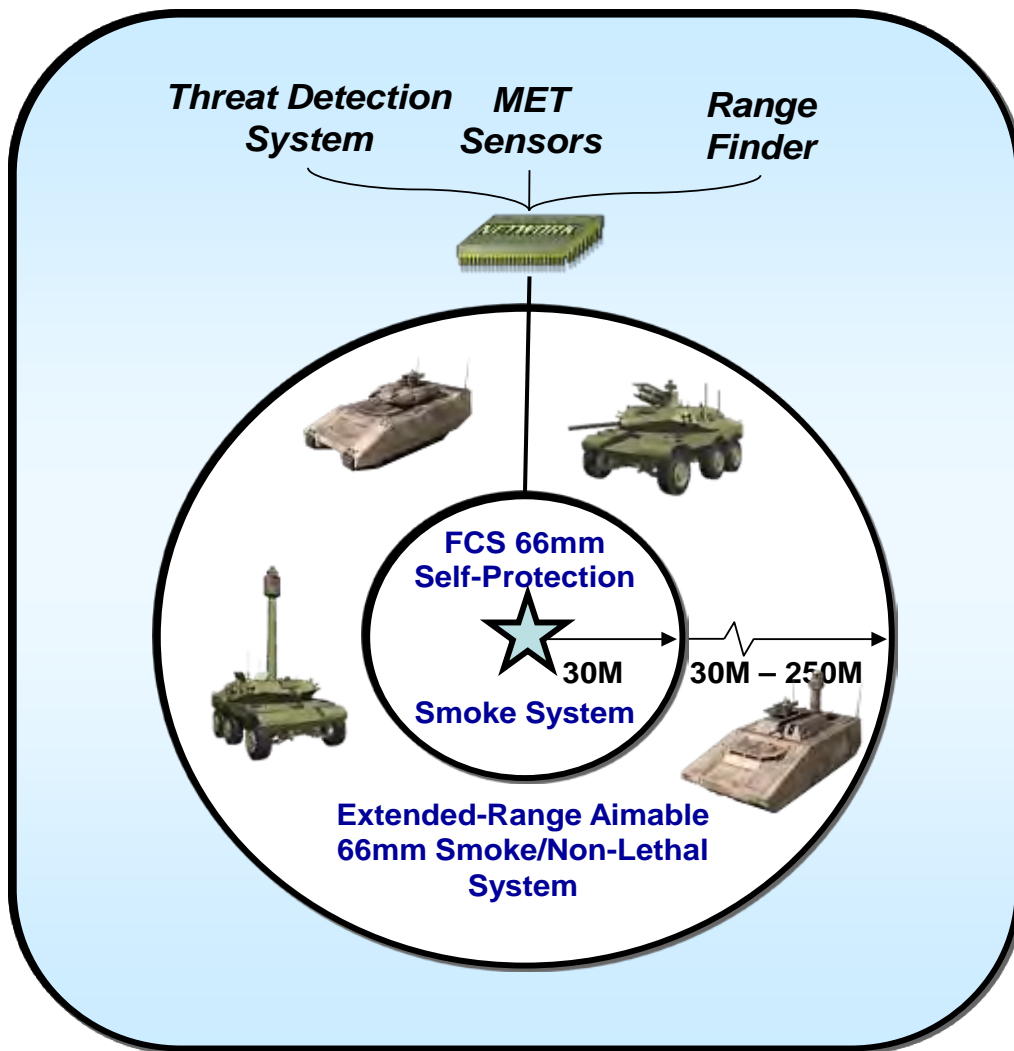 Threat Detection
System
MET
Sensors
Range
Finder
NETWORK
FCS 66mm
Self-Protection
30M
30M – 250M
Smoke System
Extended-Range Aimable
66mm Smoke/Non-Lethal
System